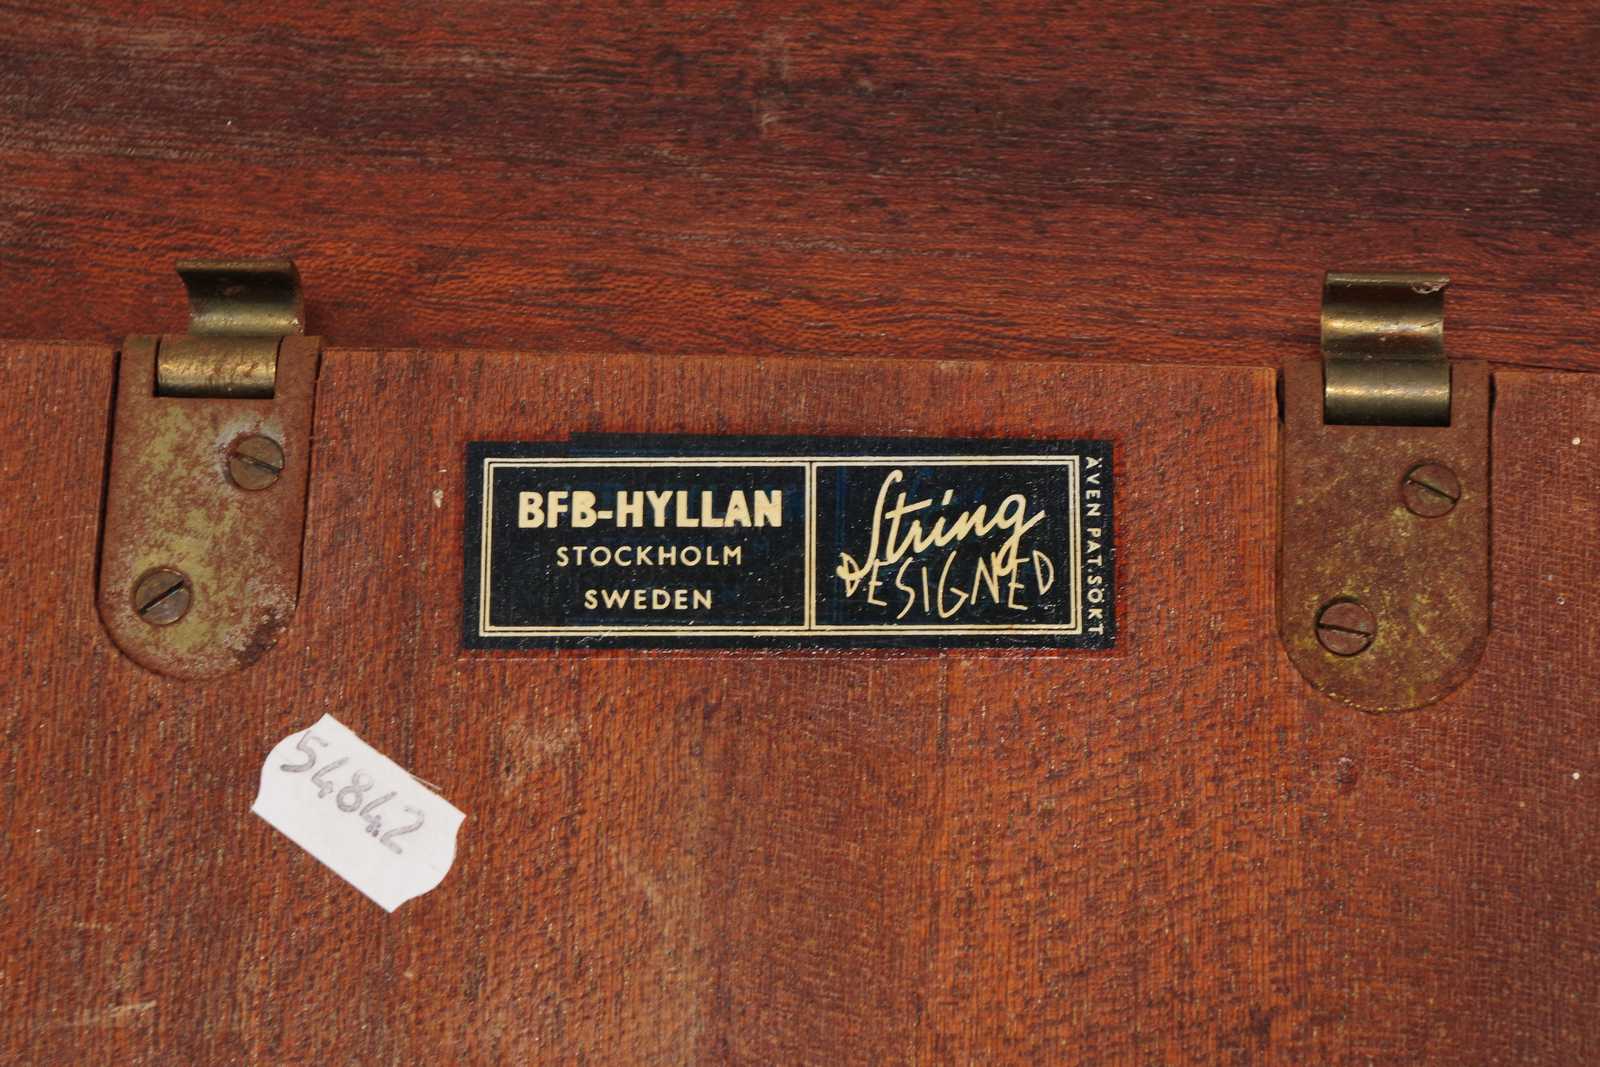 BFB-HYLLAN
STOCKHOLM
SWEDEN
String
DESIGNED
ÄVEN PAT. SÖKT
54842